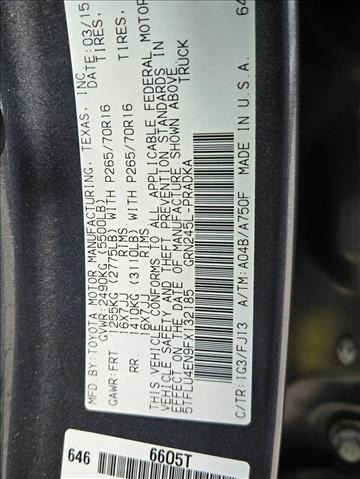 MFD. BY: TOYOTA MOTOR MANUFACTURING, TEXAS, INC.
DATE: 03/15
GVWR: 2490KG (5500LB)
GAWR: FRT. 1250KG (2775LB) WITH P265/70R16 TIRES,
16X7JJ RIMS
RR. 1410KG (3110LB) WITH P265/70R16 TIRES,
16X7JJ RIMS
THIS VEHICLE CONFORMS TO ALL APPLICABLE FEDERAL MOTOR
VEHICLE SAFETY AND THEFT PREVENTION STANDARDS IN
EFFECT ON THE DATE OF MANUFACTURE SHOWN ABOVE.
5TFLU4EN9FX132185 TRUCK
GRN245L-PRADKA
C/TR: 1G3/FJ13 A/TM: A04B/A750F MADE IN U.S.A.
64
646 6605T